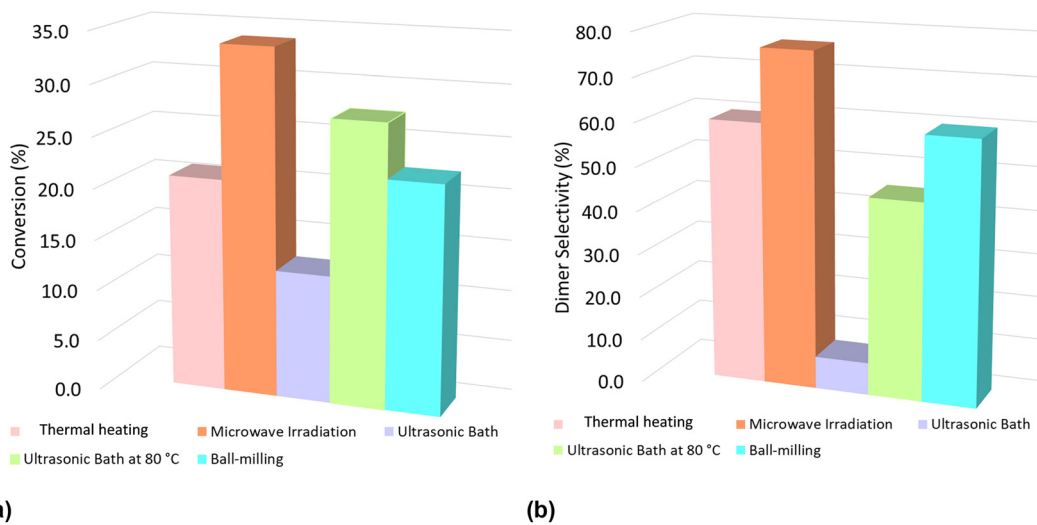 35.0
30.0
25.0
20.0
15.0
10.0
5.0
0.0
Conversion (%)
Thermal heating
Microwave Irradiation
Ultrasonic Bath
Ultrasonic Bath at 80 °C
Ball-milling
a)
80.0
70.0
60.0
50.0
40.0
30.0
20.0
10.0
0.0
Dimer Selectivity (%)
Thermal heating
Microwave Irradiation
Ultrasonic Bath
Ultrasonic Bath at 80 °C
Ball-milling
(b)